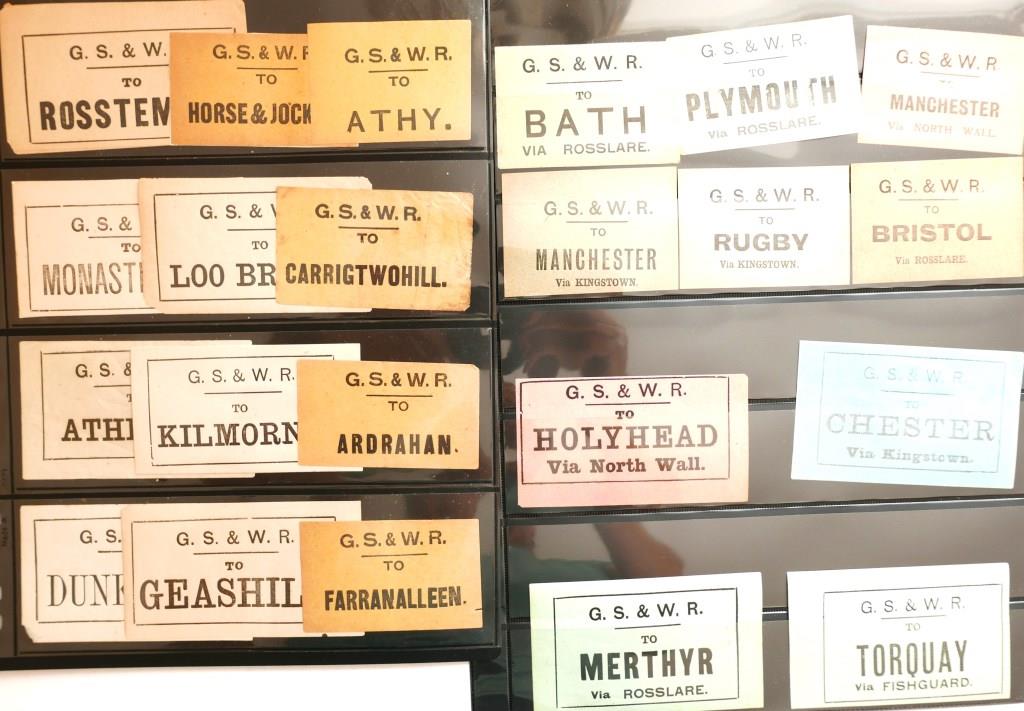 G. S. & W.
TO
ROSSTEM
G. S. & W. R
TO
HORSE & JOCK
G. S. & W. R.
TO
ATHY.
G. S. &
TO
MONAST
G. S. &
TO
LOO BR
G. S. & W. R.
TO
CARRIGTWOHILL.
G. S. &
ATHE
G. S. & W. R.
TO
KILMORN
G. S. & W. R.
TO
ARDRAHAN.
G. S.
DUN
G. S. & W. R.
TO
GEASHIL
G. S. & W. R.
TO
FARRANALLEEN.
G. S. & W. R.
TO
BATH
VIA ROSSLARE.
G. S. & W. R.
TO
PLYMOUTH
Via ROSSLARE.
G. S. & W. R.
TO
MANCHESTER
Via NORTH WALL.
G. S. & W. R.
TO
MANCHESTER
Via KINGSTOWN.
G. S. & W. R.
TO
RUGBY
Via KINGSTOWN.
G. S. & W. R.
TO
BRISTOL
Via ROSSLARE.
G. S. & W. R.
TO
HOLYHEAD
Via North Wall.
G. S. & W. R.
TO
CHESTER
Via Kingstown.
G. S. & W. R.
TO
MERTHYR
Via ROSSLARE.
G. S. & W. R.
TO
TORQUAY
Via FISHGUARD.